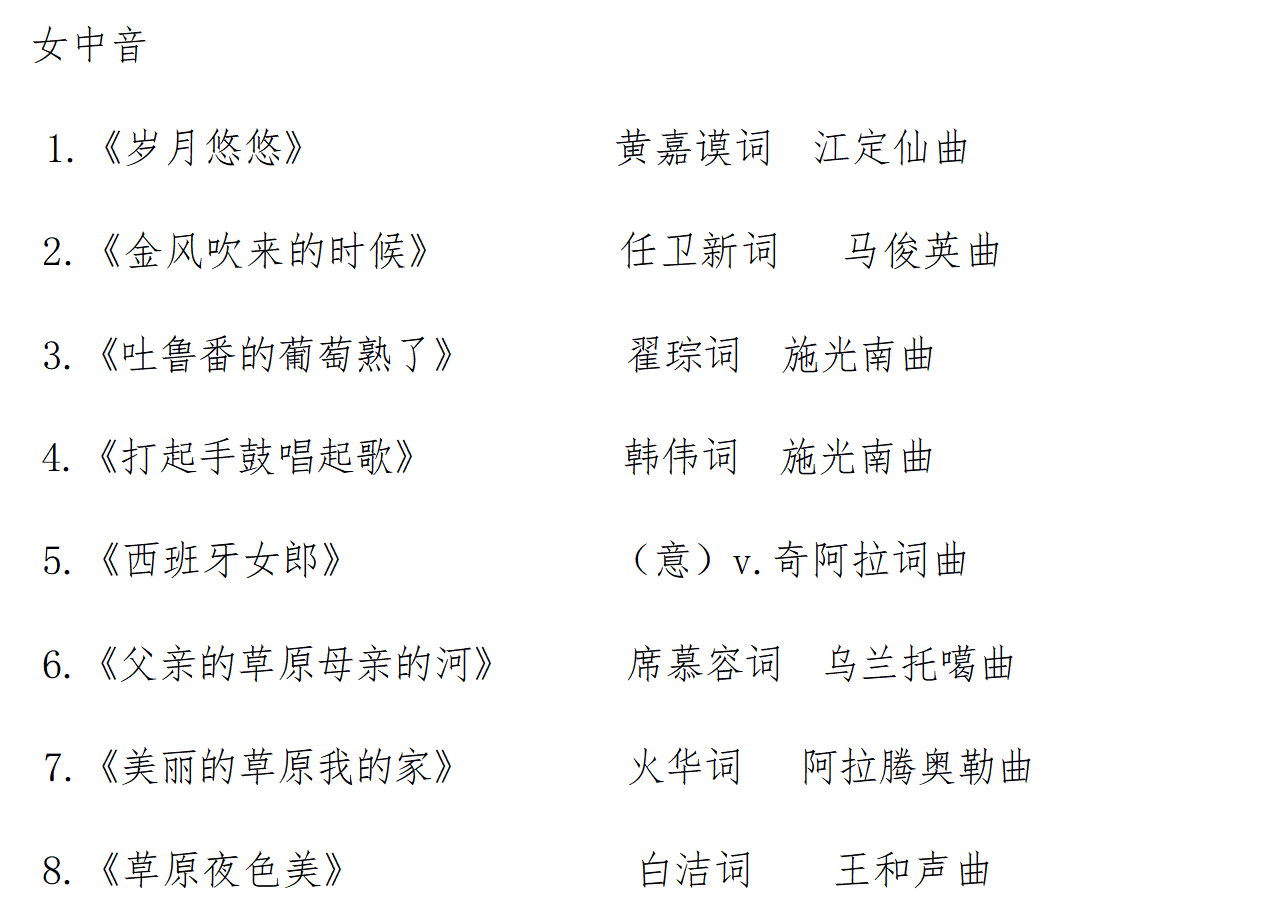 女中音
1.《岁月悠悠》 黄嘉谟词 江定仙曲
2.《金风吹来的时候》 任卫新词 马俊英曲
3.《吐鲁番的葡萄熟了》 翟琮词 施光南曲
4.《打起手鼓唱起歌》 韩伟词 施光南曲
5.《西班牙女郎》 （意）v.奇阿拉词曲
6.《父亲的草原母亲的河》 席慕容词 乌兰托噶曲
7.《美丽的草原我的家》 火华词 阿拉腾奥勒曲
8.《草原夜色美》 白洁词 王和声曲